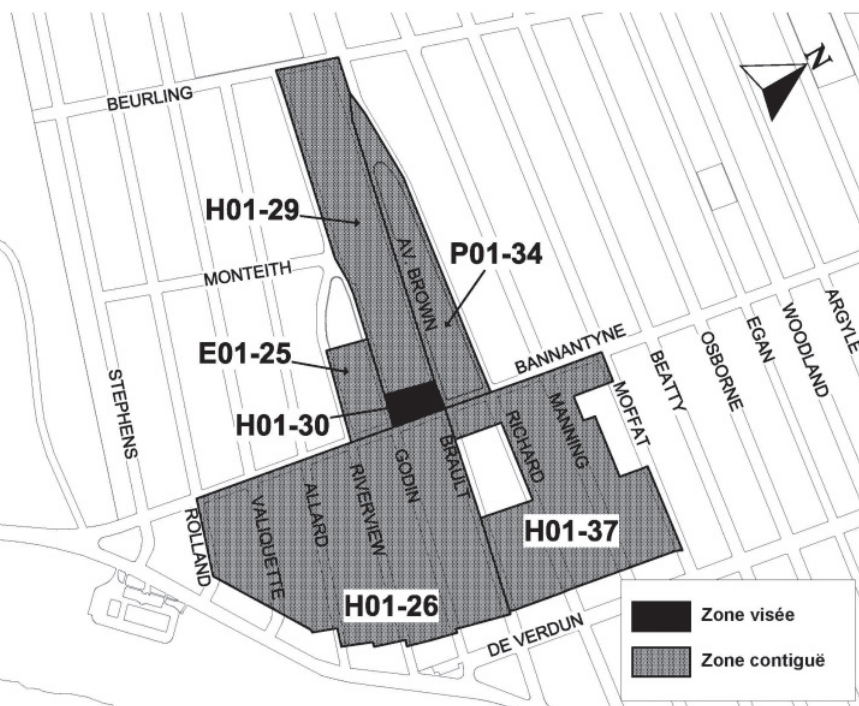 N
BEURLING
H01-29
AV. BROWN
P01-34
MONTEITH
E01-25
BANNANTYNE
ARGYLE
WOODLAND
EGAN
OSBORNE
BEATTY
MOFFAT
STEPHENS
H01-30
MANNING
RICHARD
BRAULT
GODIN
RIVERVIEW
ALLARD
VALIQUETTE
ROLLAND
H01-37
H01-26
DE VERDUN
Zone visée
Zone contiguë